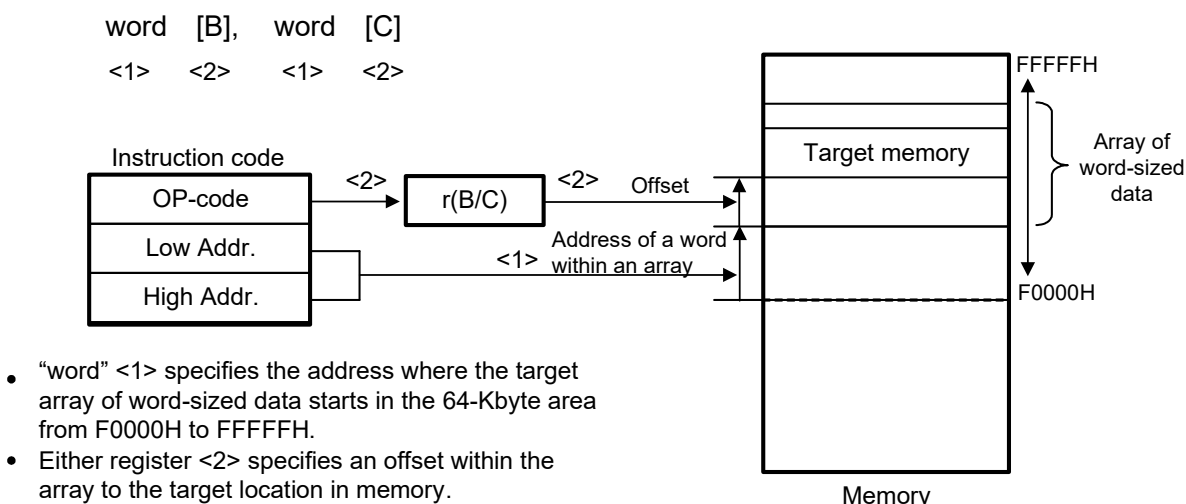 word [B], word [C]
<1> <2> <1> <2>
Instruction code
OP-code
Low Addr.
High Addr.
<2>
r(B/C)
<2>
Offset
<1>
Address of a word
within an array
Target memory
FFFFFH
Array of
word-sized
data
F0000H
Memory
• “word” <1> specifies the address where the target
array of word-sized data starts in the 64-Kbyte area
from F0000H to FFFFFH.
• Either register <2> specifies an offset within the
array to the target location in memory.